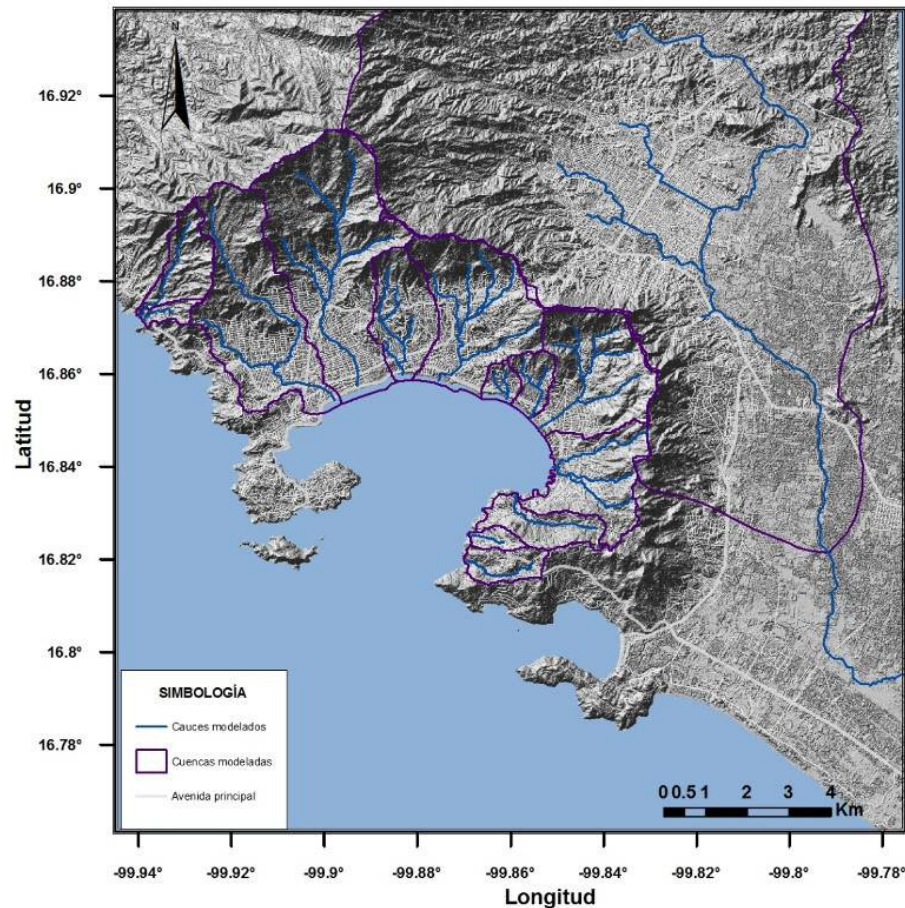 N
16.92°
16.9°
16.88°
16.86°
16.84°
16.82°
16.8°
16.78°
Latitud
SIMBOLOGÍA
Cauces modelados
Cuencas modeladas
Avenida principal
0 0.5 1 2 3 4
Km
-99.94° -99.92° -99.9° -99.88° -99.86° -99.84° -99.82° -99.8° -99.78°
Longitud